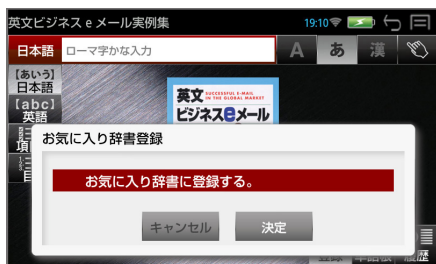 英文ビジネス e メール実例集
19:10
日本語
ローマ字かな入力
A
あ
漢
【あいう】
日本語
【abc】
英語
英文 SUCCESSFUL E-MAIL IN THE GLOBAL MARKET
ビジネスeメール
お気に入り辞書登録
お気に入り辞書に登録する。
キャンセル
決定